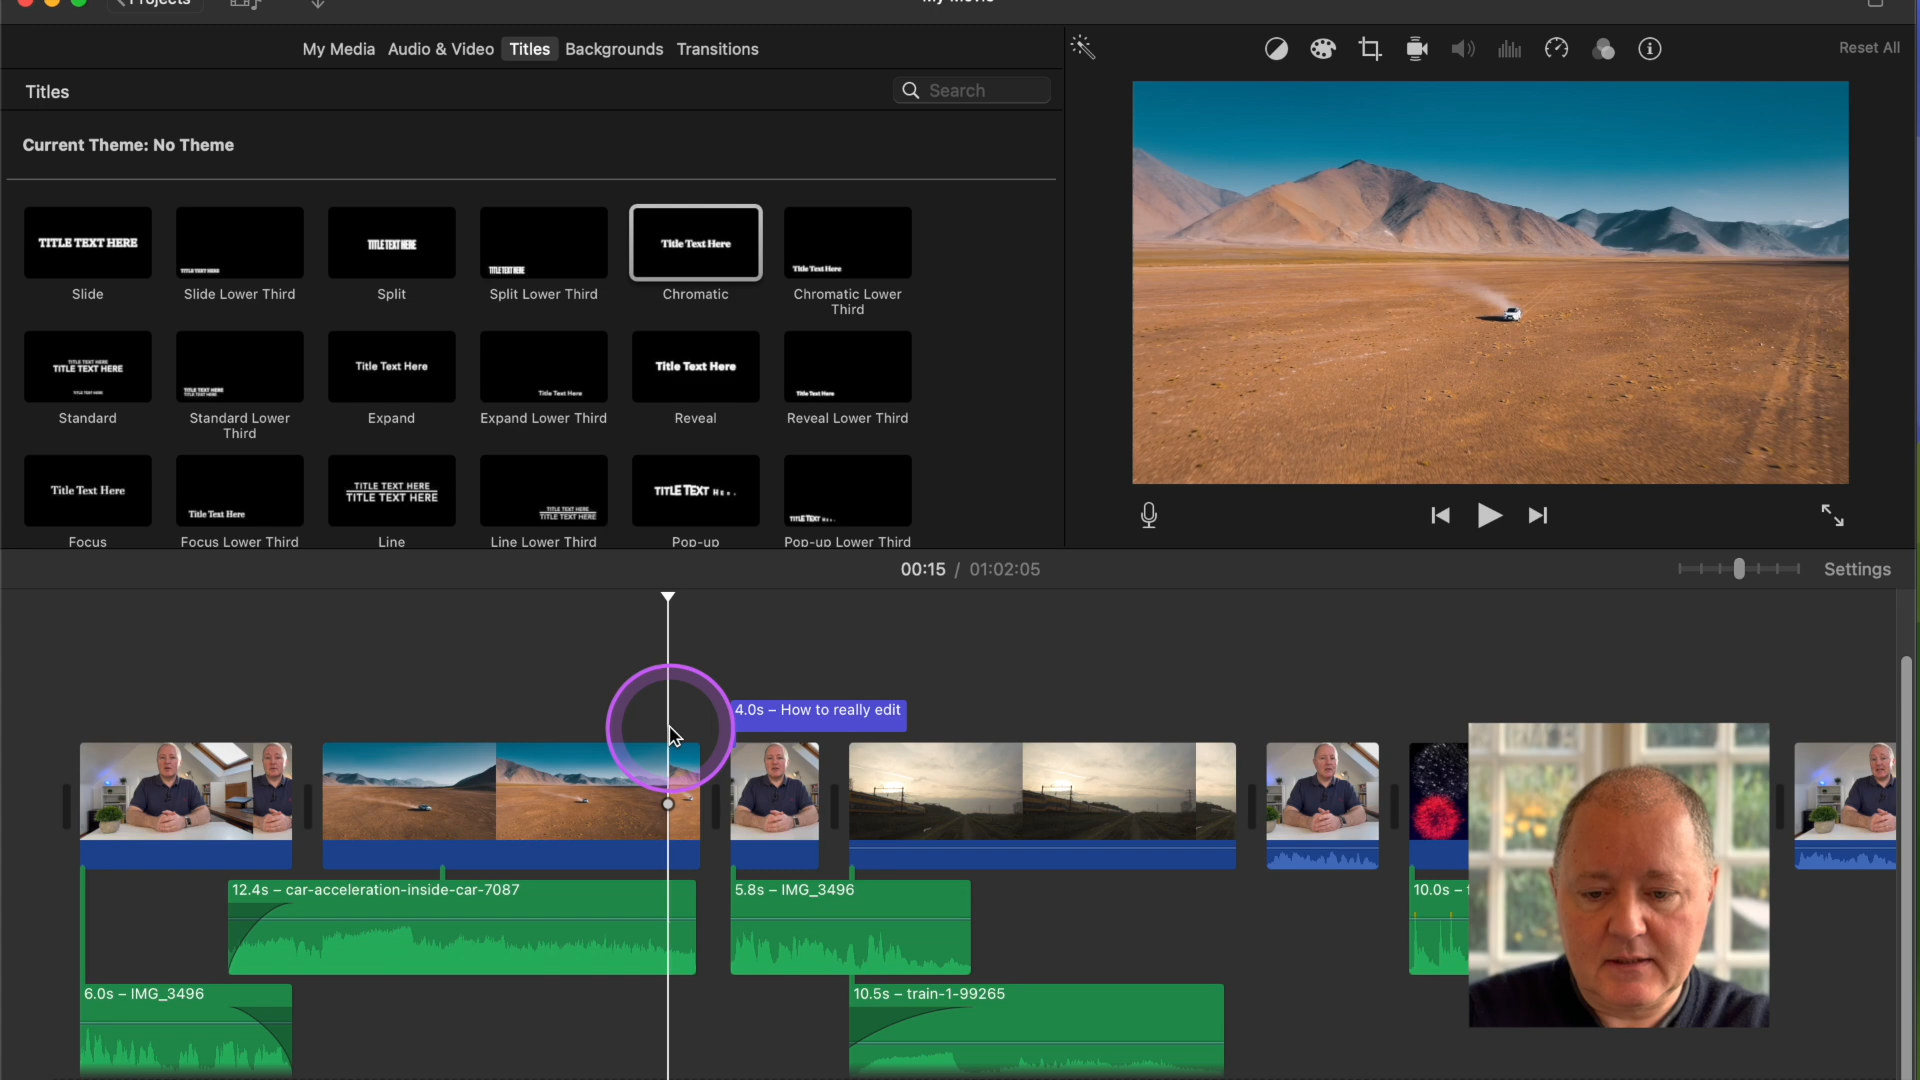 Projects
My Movie
My Media Audio & Video Titles Backgrounds Transitions
Reset All
Titles
Search
Current Theme: No Theme
TITLE TEXT HERE
TITLE TEXT HERE
TITLE TEXT HERE
TITLE TEXT HERE
Title Text Here
Title Text Here
Slide
Slide Lower Third
Split
Split Lower Third
Chromatic
Chromatic Lower
Third
TITLE TEXT HERE
TITLE TEXT HERE
TITLE TEXT HERE
TITLE TEXT HERE
TITLE TEXT HERE
Title Text Here
Title Text Here
Title Text Here
Title Text Here
Standard
Standard Lower
Third
Expand
Expand Lower Third
Reveal
Reveal Lower Third
Title Text Here
Title Text Here
TITLE TEXT HERE
TITLE TEXT HERE
TITLE TEXT HERE
TITLE TEXT HERE
TITLE TEXT HE..
TITLE TEXT HE..
Focus
Focus Lower Third
Line
Line Lower Third
Pop-up
Pop-up Lower Third
00:15 / 01:02:05
Settings
4.0s – How to really edit
12.4s – car-acceleration-inside-car-7087
5.8s – IMG_3496
10.0s –
6.0s – IMG_3496
10.5s – train-1-99265